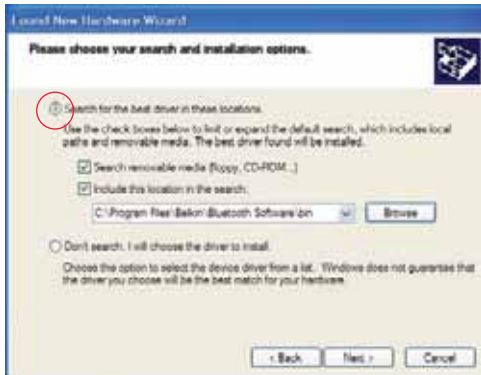 Found New Hardware Wizard
Please choose your search and installation options.
Search for the best driver in these locations.
Use the check boxes below to limit or expand the default search, which includes local
paths and removable media. The best driver found will be installed.
Search removable media (floppy, CD-ROM...)
Include this location in the search:
C:\Program Files\Belkin\Bluetooth Software\bin
Browse
Don't search. I will choose the driver to install.
Choose this option to select the device driver from a list. Windows does not guarantee that
the driver you choose will be the best match for your hardware.
< Back
Next >
Cancel